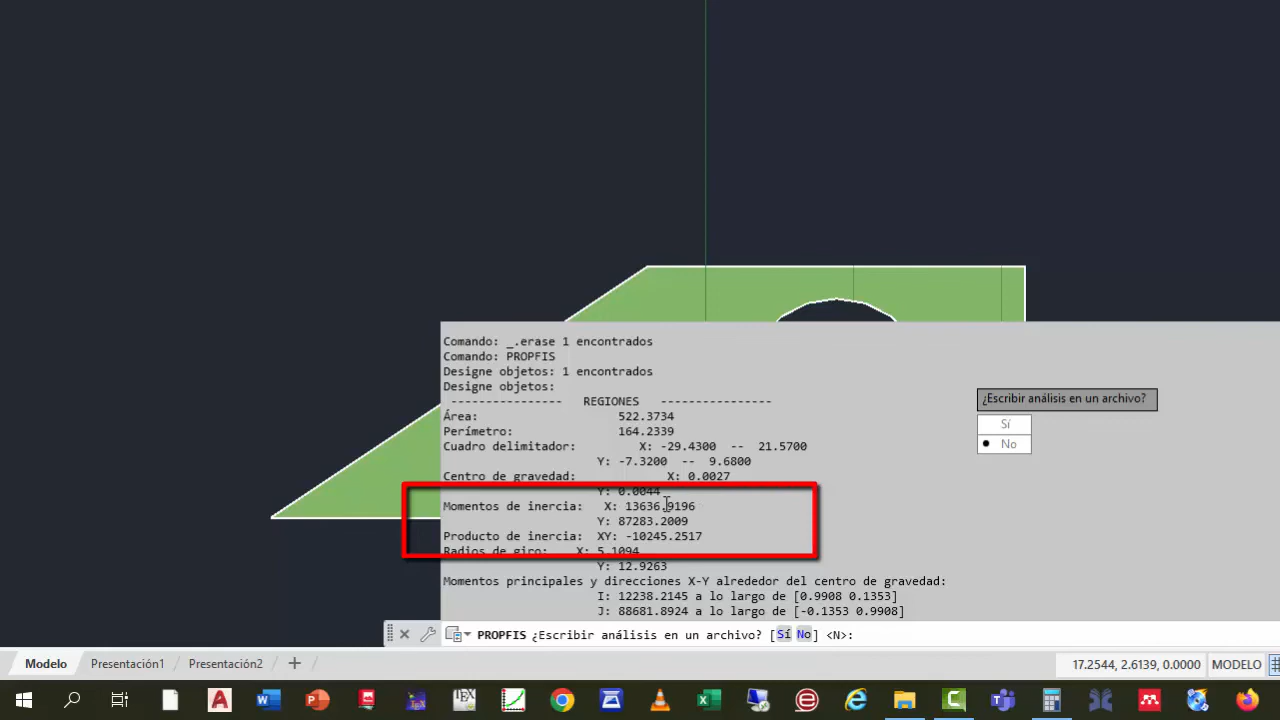 Comando: _.erase 1 encontrados
Comando: PROPFIS
Designe objetos: 1 encontrados
Designe objetos:
--------------- REGIONES ---------------
Área: 522.3734
Perímetro: 164.2339
Cuadro delimitador: X: -29.4300 -- 21.5700
Y: -7.3200 -- 9.6800
Centro de gravedad: X: 0.0027
Y: 0.0044
Momentos de inercia: X: 13636.9196
Y: 87283.2009
Producto de inercia: XY: -10245.2517
Radios de giro: X: 5.1094
Y: 12.9263
Momentos principales y direcciones X-Y alrededor del centro de gravedad:
I: 12238.2145 a lo largo de [0.9908 0.1353]
J: 88681.8924 a lo largo de [-0.1353 0.9908]
¿Escribir análisis en un archivo?
Sí
No
PROPFIS ¿Escribir análisis en un archivo? [Sí No] <N>:
Modelo Presentación1 Presentación2 +
17.2544, 2.6139, 0.0000 MODELO